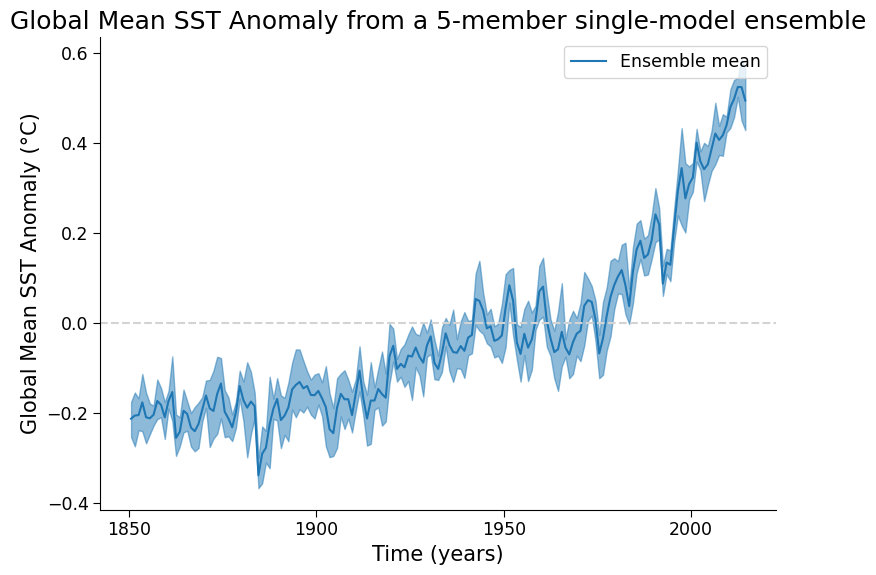 Global Mean SST Anomaly from a 5-member single-model ensemble
Ensemble mean
Global Mean SST Anomaly (°C)
0.6
0.4
0.2
0.0
−0.2
−0.4
1850 1900 1950 2000
Time (years)